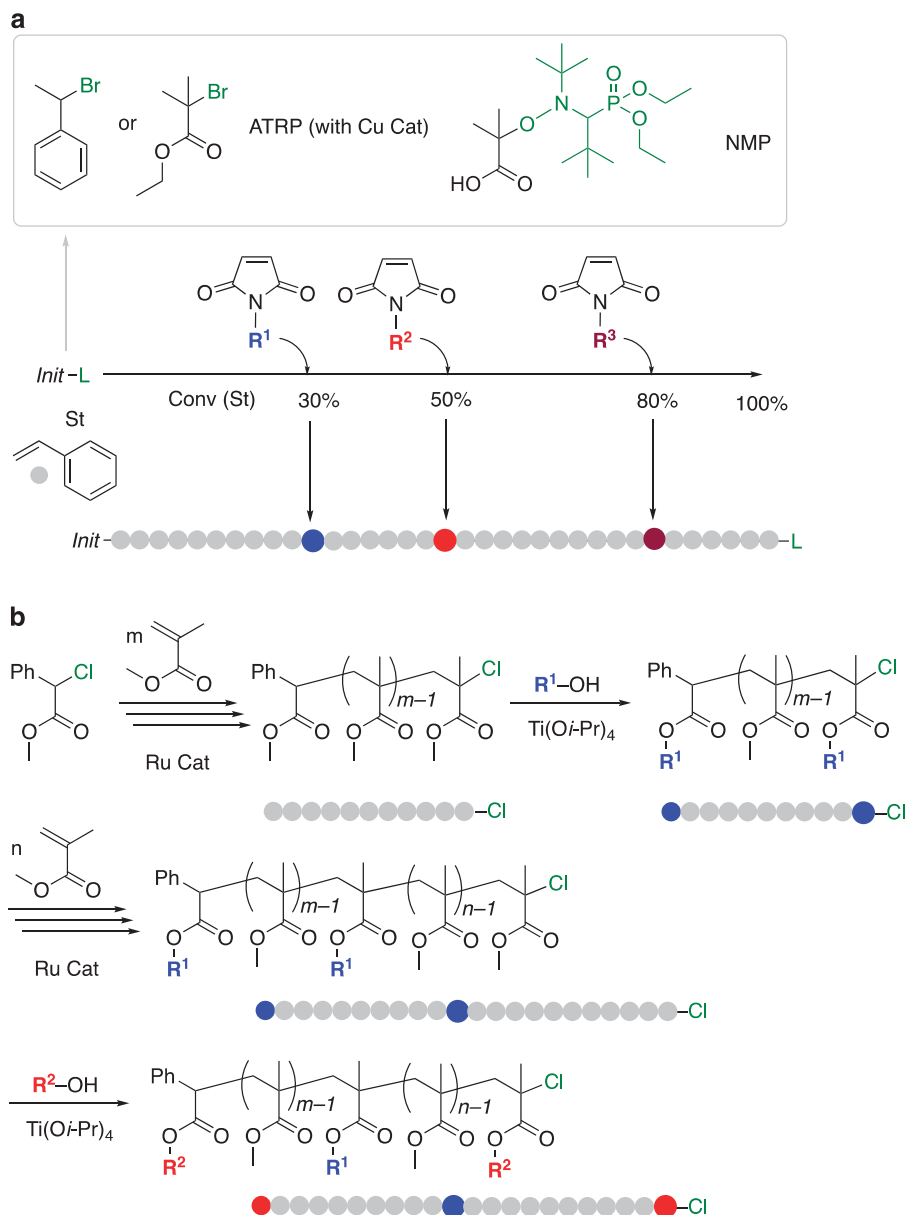 a
Br
or
Br
O
O
ATRP (with Cu Cat)
HO
O
O
N
P
O
O
O
NMP
O
N
O
R¹
O
N
O
R²
O
N
O
R³
Init–L
Conv (St)
30%
50%
80%
100%
St
Init
L
b
Ph
Cl
O
O
m
O
O
Ru Cat
Ph
m–1
Cl
O
O
O
O
O
O
Cl
R¹–OH
Ti(Oi-Pr)₄
Ph
m–1
Cl
O
O
O
O
O
O
R¹
R¹
Cl
n
O
O
Ru Cat
Ph
m–1
n–1
Cl
O
O
O
O
O
O
O
O
O
O
R¹
R¹
Cl
R²–OH
Ti(Oi-Pr)₄
Ph
m–1
n–1
Cl
O
O
O
O
O
O
O
O
O
O
R²
R¹
R²
Cl